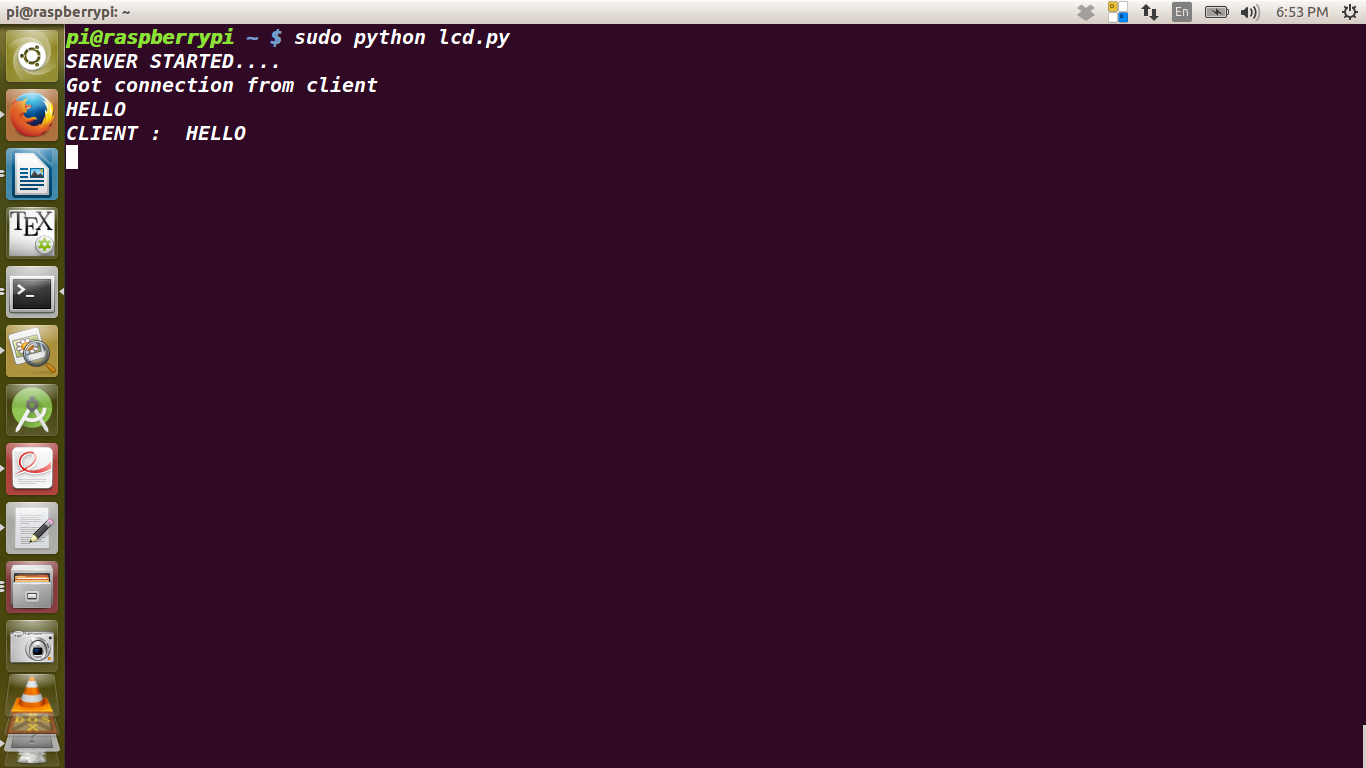 pi@raspberrypi: ~
En
6:53 PM
pi@raspberrypi ~ $ sudo python lcd.py
SERVER STARTED....
Got connection from client
HELLO
CLIENT :  HELLO
TEX
>_
DOS
X
?